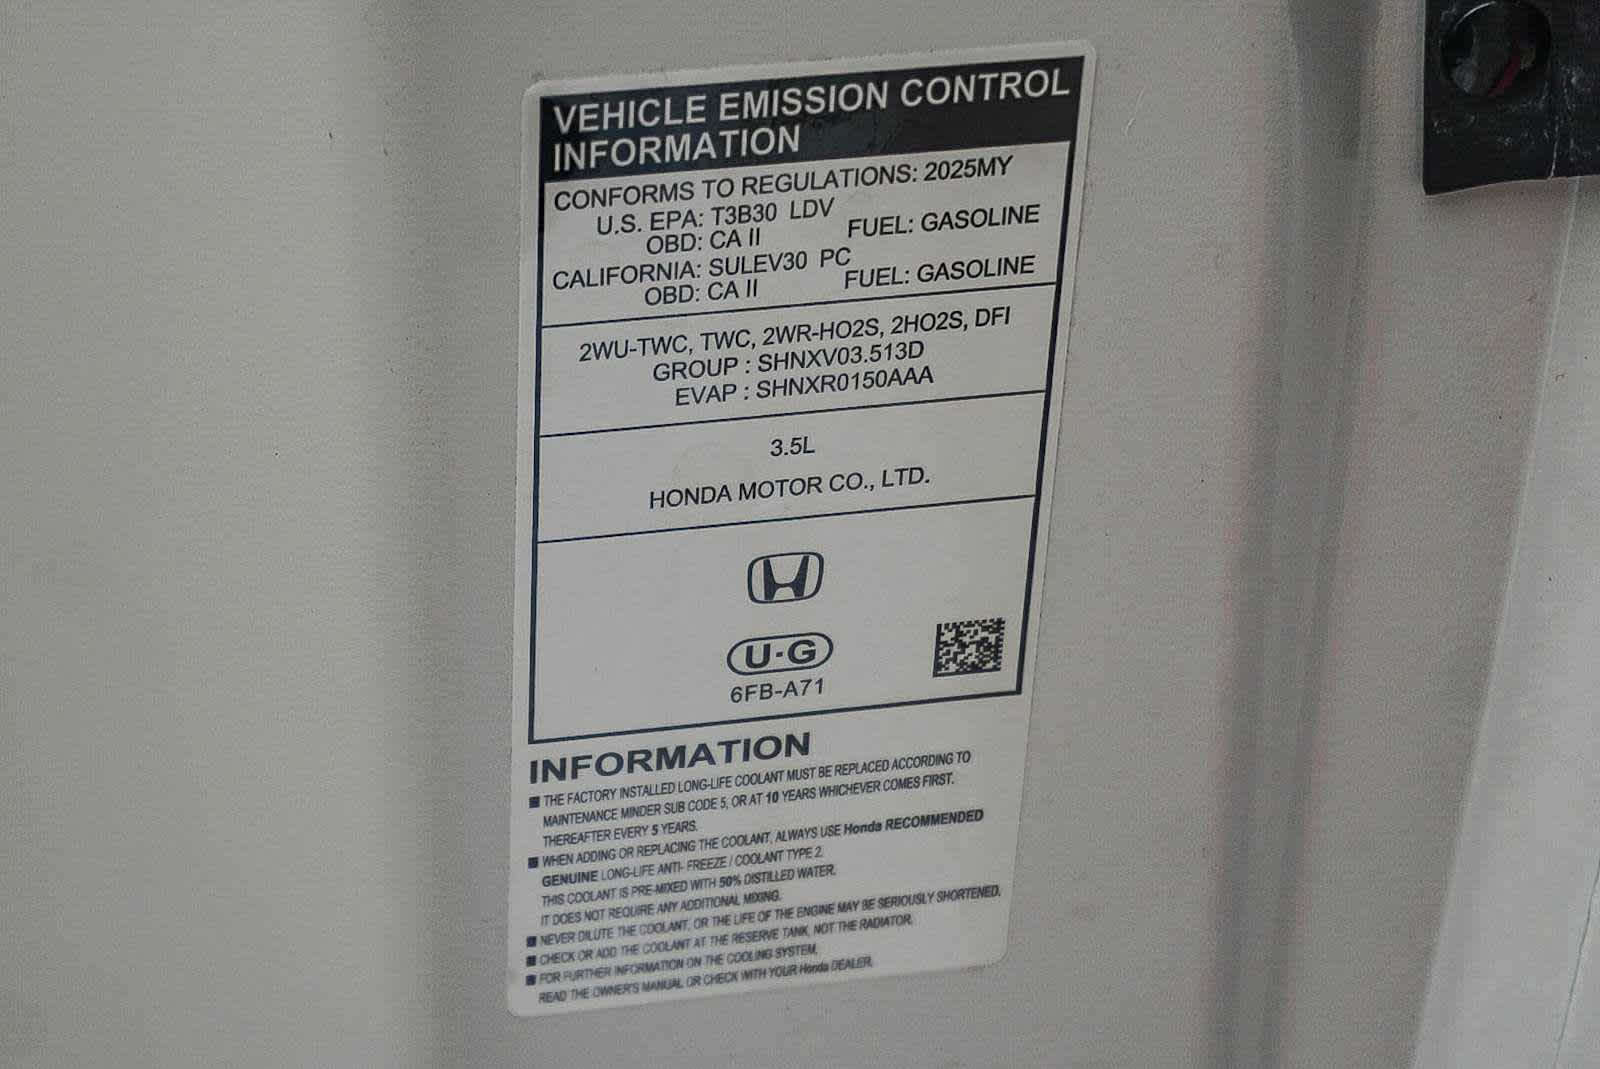 VEHICLE EMISSION CONTROL
INFORMATION
CONFORMS TO REGULATIONS: 2025MY
U.S. EPA: T3B30 LDV
OBD: CA II FUEL: GASOLINE
CALIFORNIA: SULEV30 PC
OBD: CA II FUEL: GASOLINE
2WU-TWC, TWC, 2WR-HO2S, 2HO2S, DFI
GROUP : SHNXV03.513D
EVAP : SHNXR0150AAA
3.5L
HONDA MOTOR CO., LTD.
U·G
6FB-A71
INFORMATION
■ THE FACTORY INSTALLED LONG-LIFE COOLANT MUST BE REPLACED ACCORDING TO
MAINTENANCE MINDER SUB CODE 5, OR AT 10 YEARS WHICHEVER COMES FIRST.
THEREAFTER EVERY 5 YEARS.
■ WHEN ADDING OR REPLACING THE COOLANT, ALWAYS USE Honda RECOMMENDED
GENUINE LONG-LIFE ANTI- FREEZE / COOLANT TYPE 2.
THIS COOLANT IS PRE-MIXED WITH 50% DISTILLED WATER.
IT DOES NOT REQUIRE ANY ADDITIONAL MIXING.
■ NEVER DILUTE THE COOLANT, OR THE LIFE OF THE ENGINE MAY BE SERIOUSLY SHORTENED.
■ CHECK OR ADD THE COOLANT AT THE RESERVE TANK, NOT THE RADIATOR.
■ FOR FURTHER INFORMATION ON THE COOLING SYSTEM,
READ THE OWNER'S MANUAL OR CHECK WITH YOUR Honda DEALER.